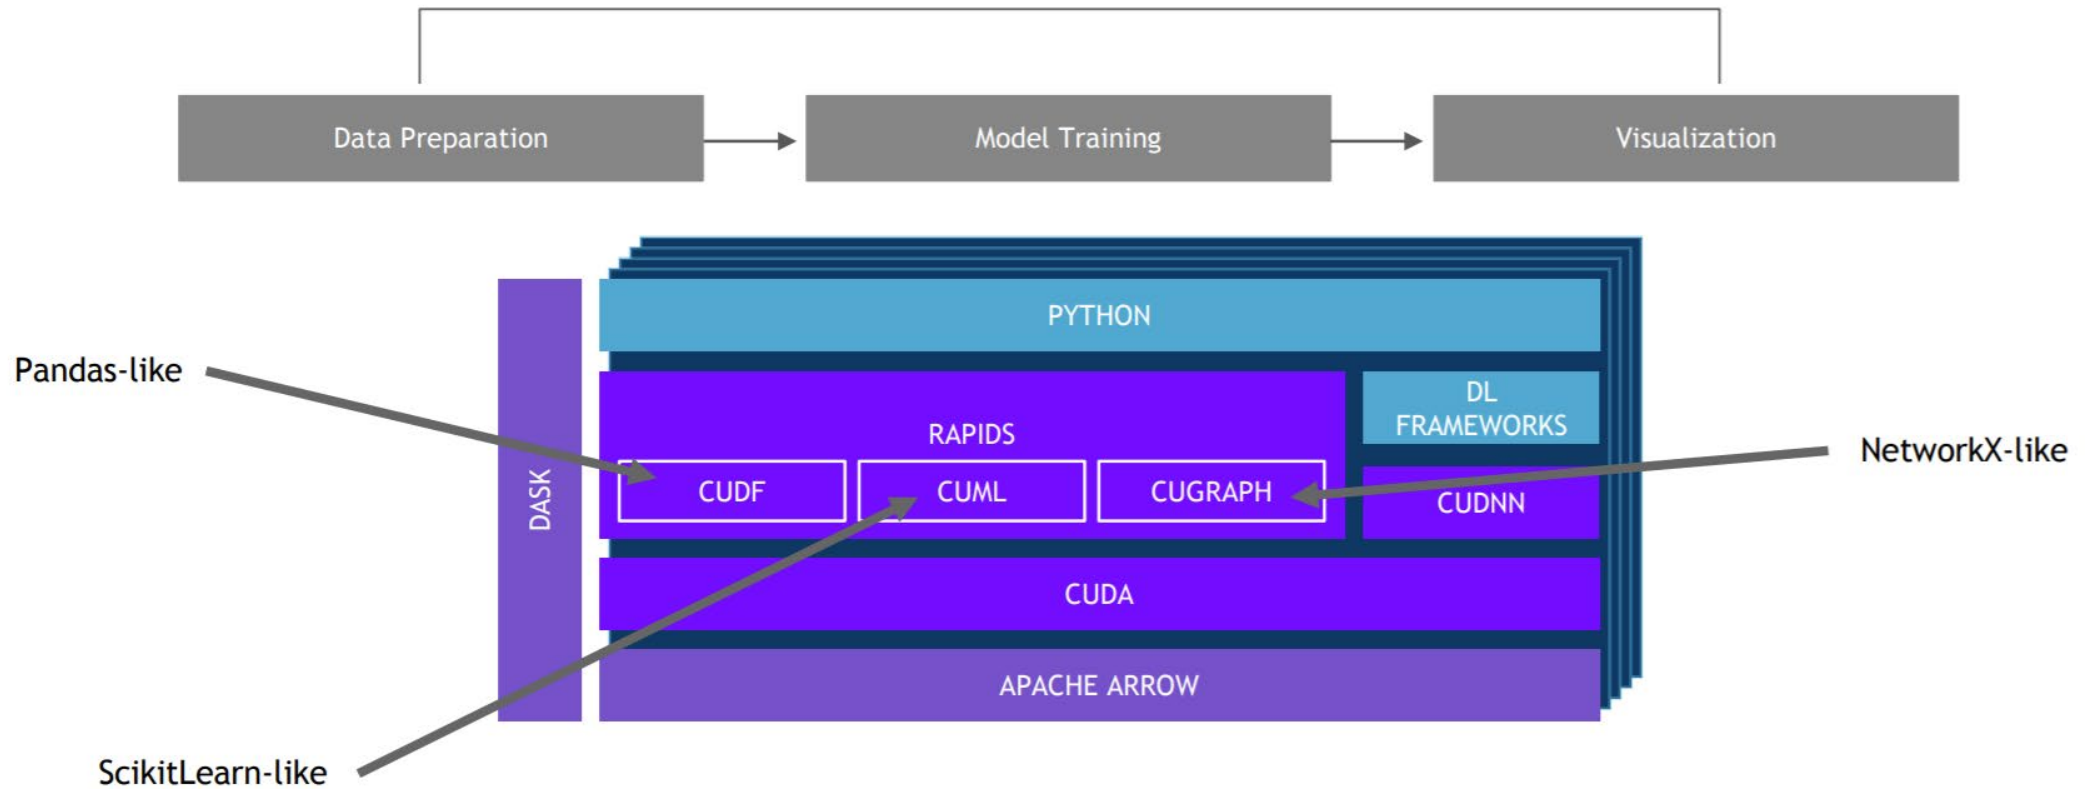 Data Preparation
Model Training
Visualization
PYTHON
Pandas-like
DL
FRAMEWORKS
RAPIDS
NetworkX-like
DASK
CUDF
CUML
CUGRAPH
CUDNN
CUDA
APACHE ARROW
ScikitLearn-like